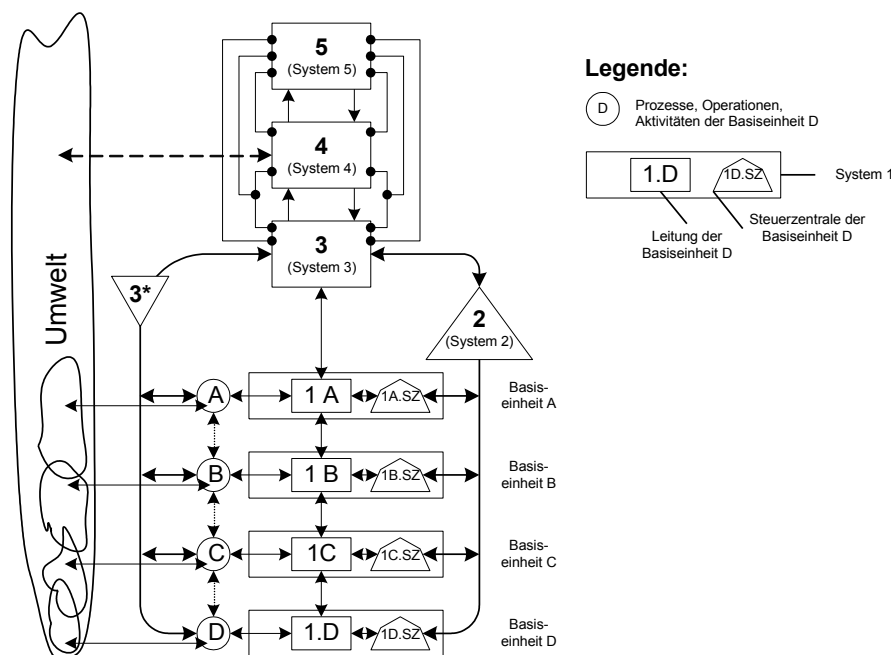 5
(System 5)
4
(System 4)
3
(System 3)
3*
2
(System 2)
Umwelt
A
1 A
1A.SZ
Basis-
einheit A
B
1 B
1B.SZ
Basis-
einheit B
C
1C
1C.SZ
Basis-
einheit C
D
1.D
1D.SZ
Basis-
einheit D
Legende:
D
Prozesse, Operationen,
Aktivitäten der Basiseinheit D
1.D
1D.SZ
System 1
Leitung der
Basiseinheit D
Steuerzentrale der
Basiseinheit D